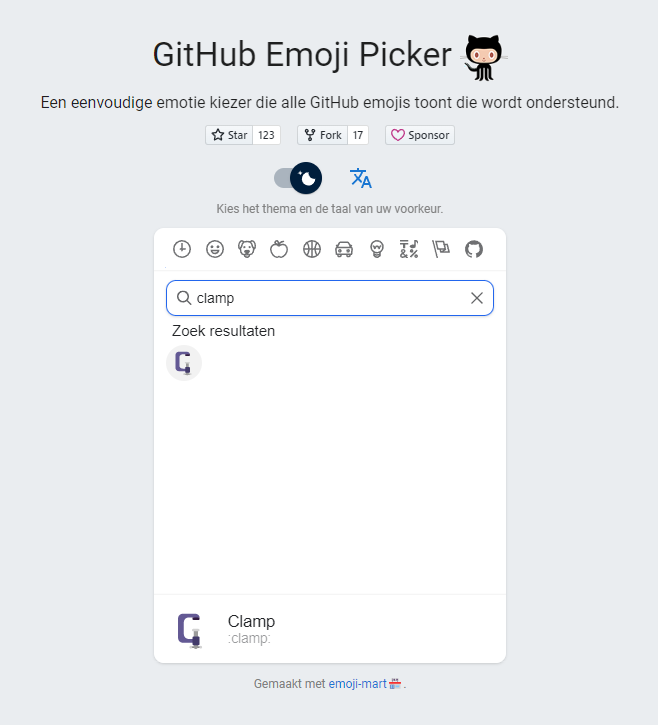 GitHub Emoji Picker
Een eenvoudige emotie kiezer die alle GitHub emojis toont die wordt ondersteund.
Star 123 Fork 17 Sponsor
Kies het thema en de taal van uw voorkeur.
clamp
Zoek resultaten
Clamp
:clamp:
Gemaakt met emoji-mart .